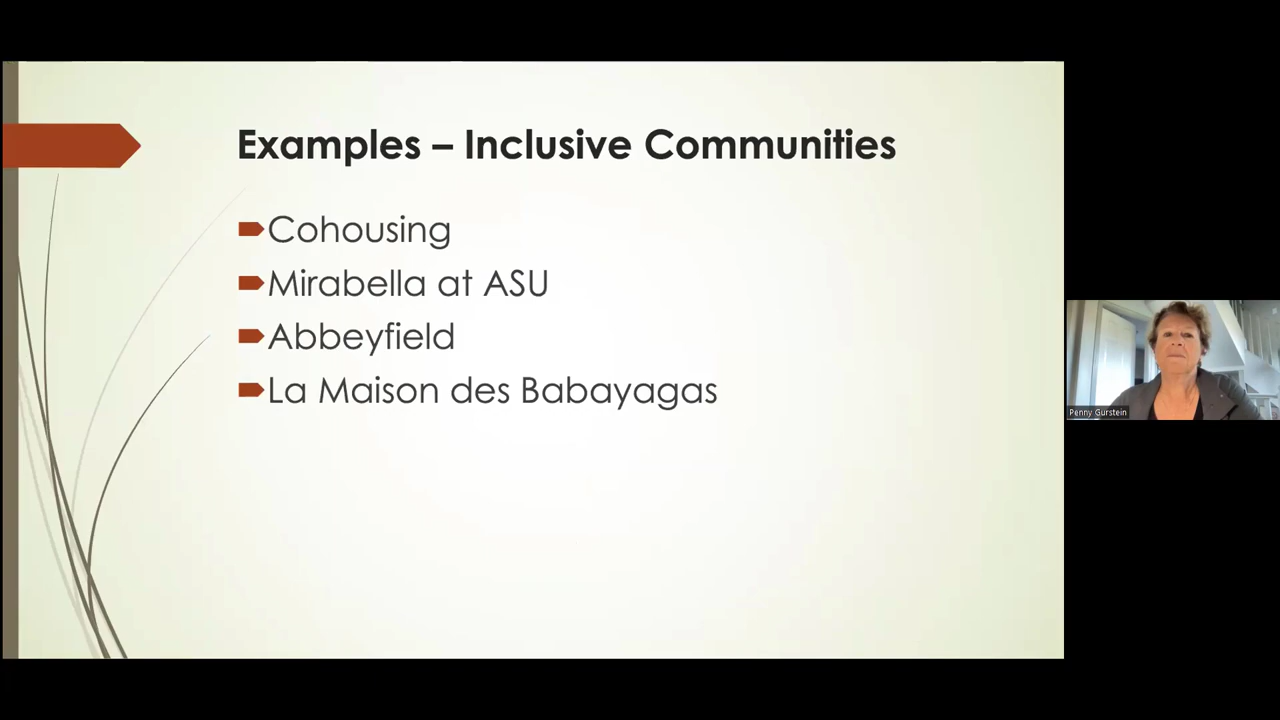 Examples – Inclusive Communities
Cohousing
Mirabella at ASU
Abbeyfield
La Maison des Babayagas
Penny Gurstein